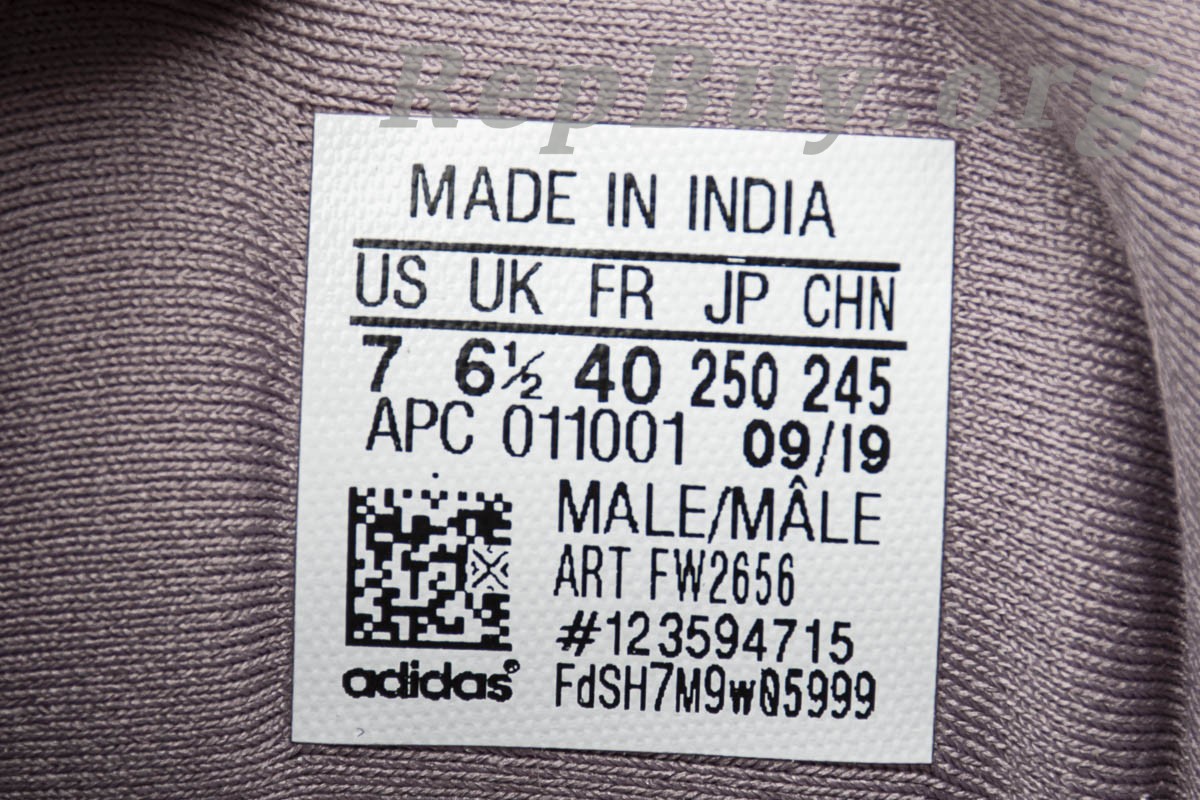 RepBuy.org
MADE IN INDIA
US UK FR JP CHN
7 6½ 40 250 245
APC 011001 09/19
MALE/MÂLE
ART FW2656
#123594715
adidas®
FdSH7M9w05999